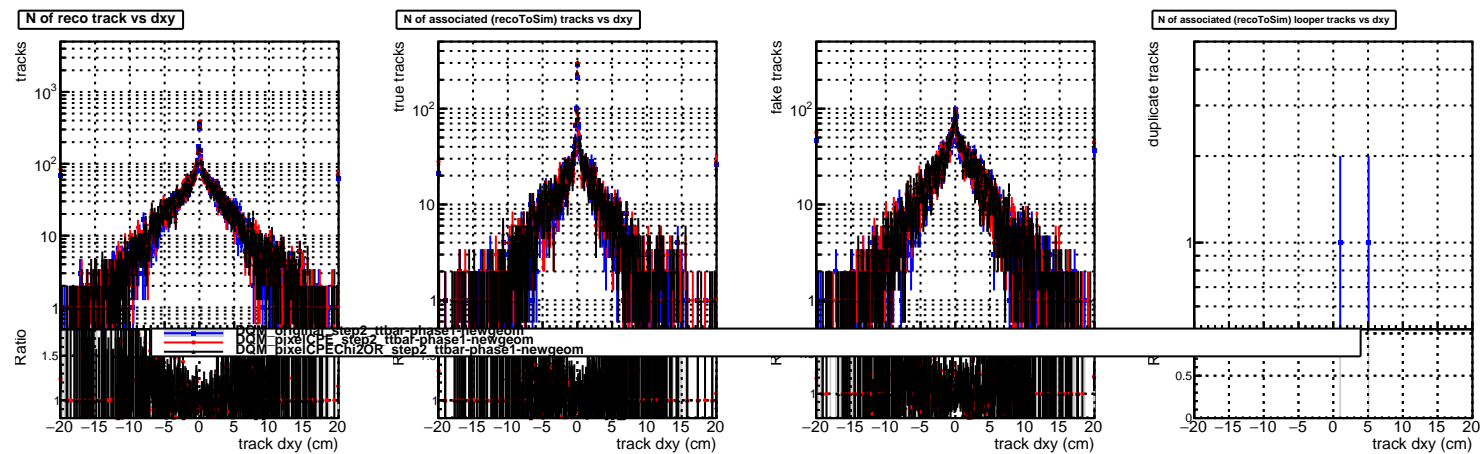 N of reco track vs dxy
tracks
10³
10²
10
1
Ratio
1.5
1
−20 −15 −10 −5 0 5 10 15 20
track dxy (cm)
N of associated (recoToSim) tracks vs dxy
true tracks
10²
10
1
1
−20 −15 −10 −5 0 5 10 15 20
track dxy (cm)
fake tracks
10²
10
1
1
−20 −15 −10 −5 0 5 10 15 20
track dxy (cm)
N of associated (recoToSim) looper tracks vs dxy
duplicate tracks
1
0.5
0
−20 −15 −10 −5 0 5 10 15 20
track dxy (cm)
DQM_original_step2_ttbar-phase1-newgeom
DQM_pixelCPE_step2_ttbar-phase1-newgeom
DQM_pixelCPEChi2OR_step2_ttbar-phase1-newgeom